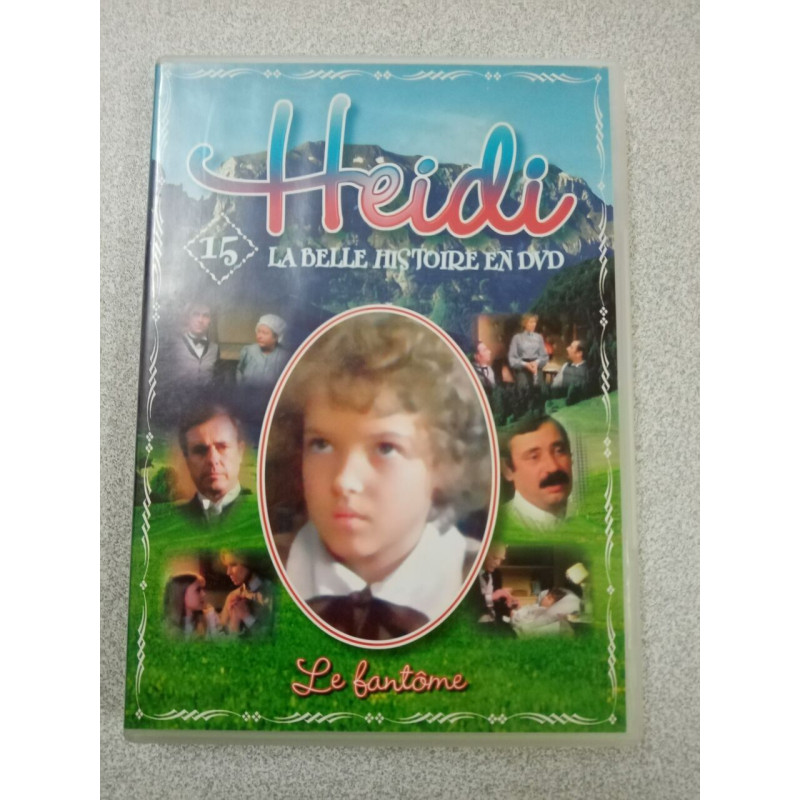 Heidi
15
LA BELLE HISTOIRE EN DVD
Le fantôme